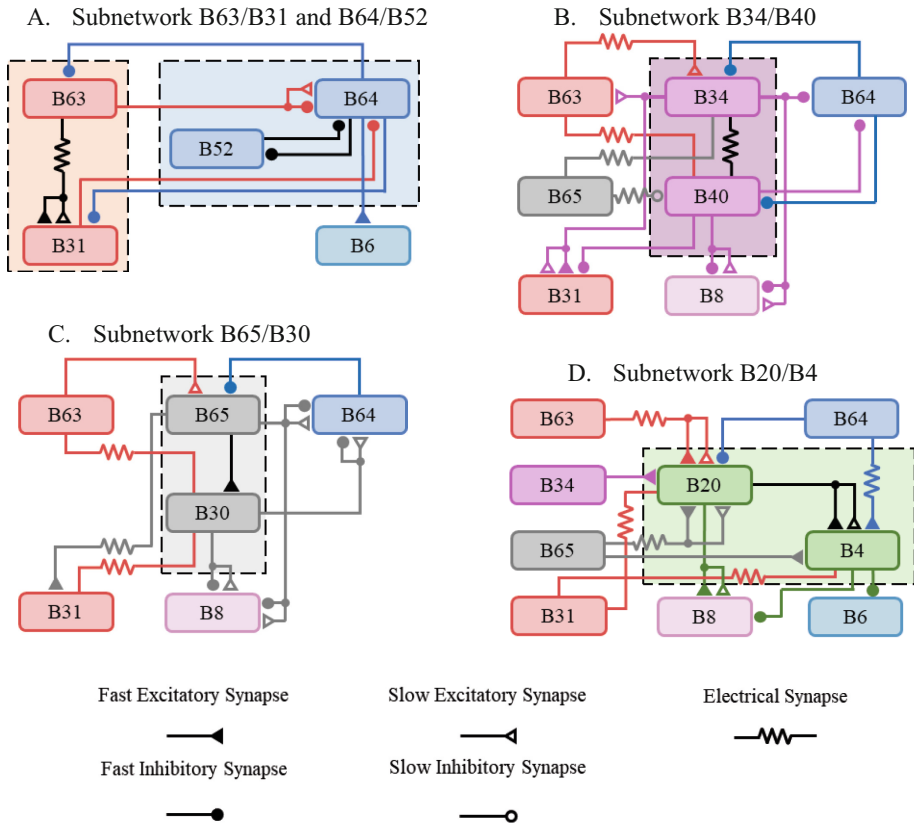 A. Subnetwork B63/B31 and B64/B52
B63
B64
B52
B31
B6
B. Subnetwork B34/B40
B63
B34
B64
B65
B40
B31
B8
C. Subnetwork B65/B30
B63
B65
B64
B30
B31
B8
D. Subnetwork B20/B4
B63
B64
B34
B20
B65
B4
B31
B8
B6
Fast Excitatory Synapse
Slow Excitatory Synapse
Electrical Synapse
Fast Inhibitory Synapse
Slow Inhibitory Synapse